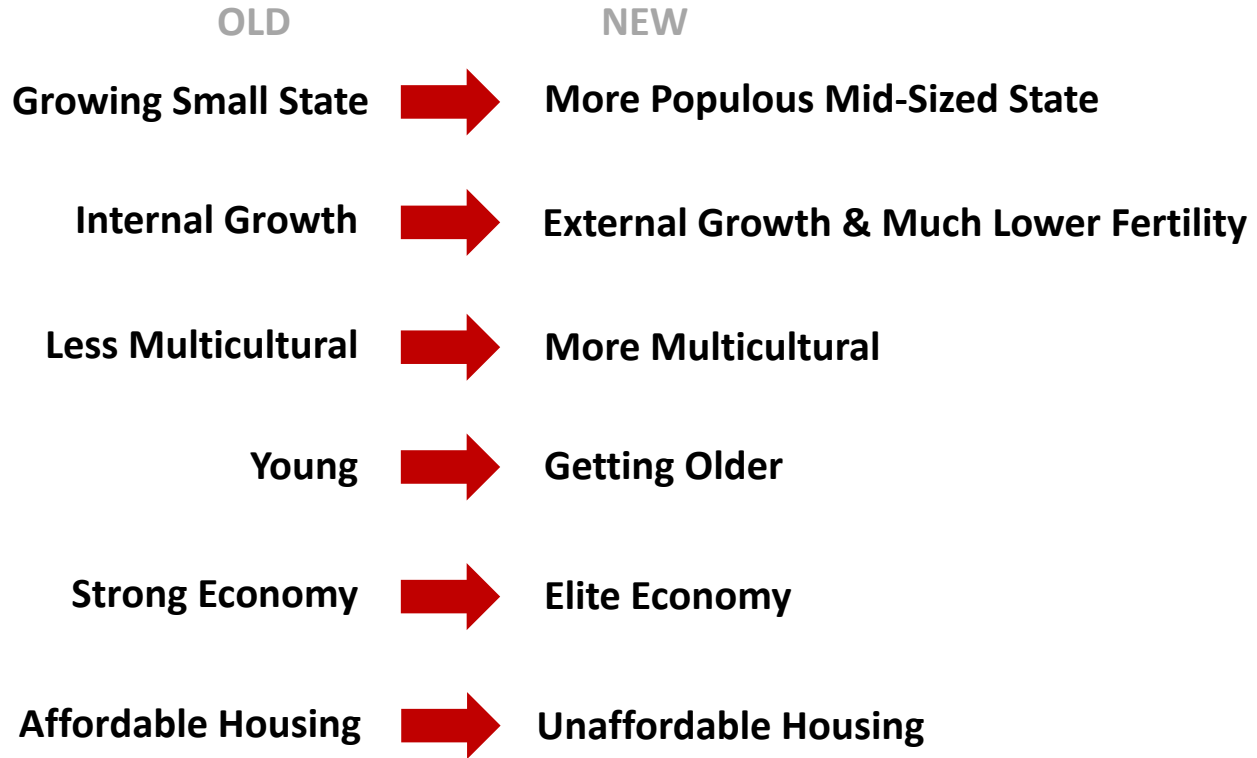 OLD NEW
Growing Small State More Populous Mid-Sized State
Internal Growth External Growth & Much Lower Fertility
Less Multicultural More Multicultural
Young Getting Older
Strong Economy Elite Economy
Affordable Housing Unaffordable Housing